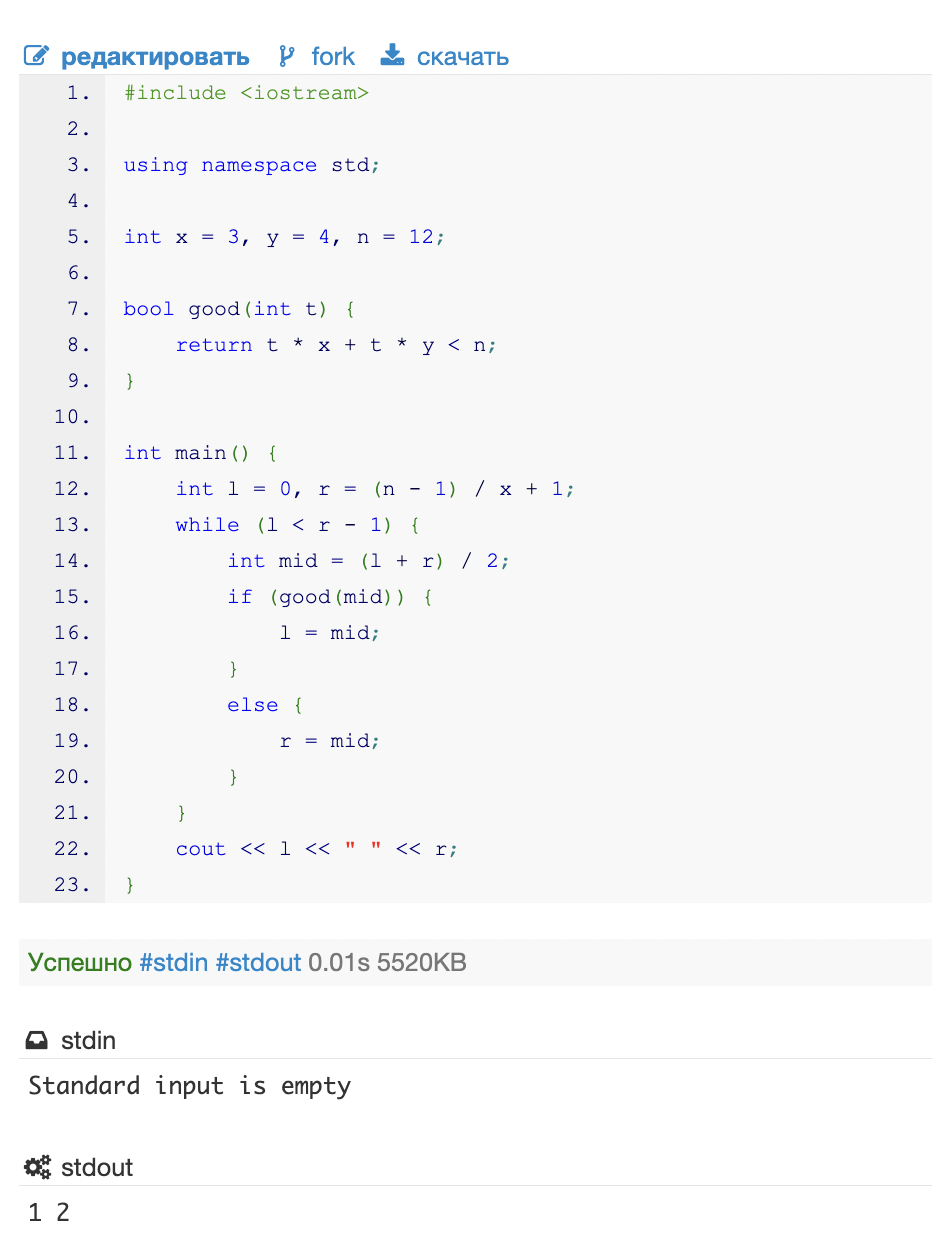 редактировать fork скачать
1. #include <iostream>
2.
3. using namespace std;
4.
5. int x = 3, y = 4, n = 12;
6.
7. bool good(int t) {
8.     return t * x + t * y < n;
9. }
10.
11. int main() {
12.     int l = 0, r = (n - 1) / x + 1;
13.     while (l < r - 1) {
14.         int mid = (l + r) / 2;
15.         if (good(mid)) {
16.             l = mid;
17.         }
18.         else {
19.             r = mid;
20.         }
21.     }
22.     cout << l << " " << r;
23. }
Успешно #stdin #stdout 0.01s 5520KB
stdin
Standard input is empty
stdout
1 2